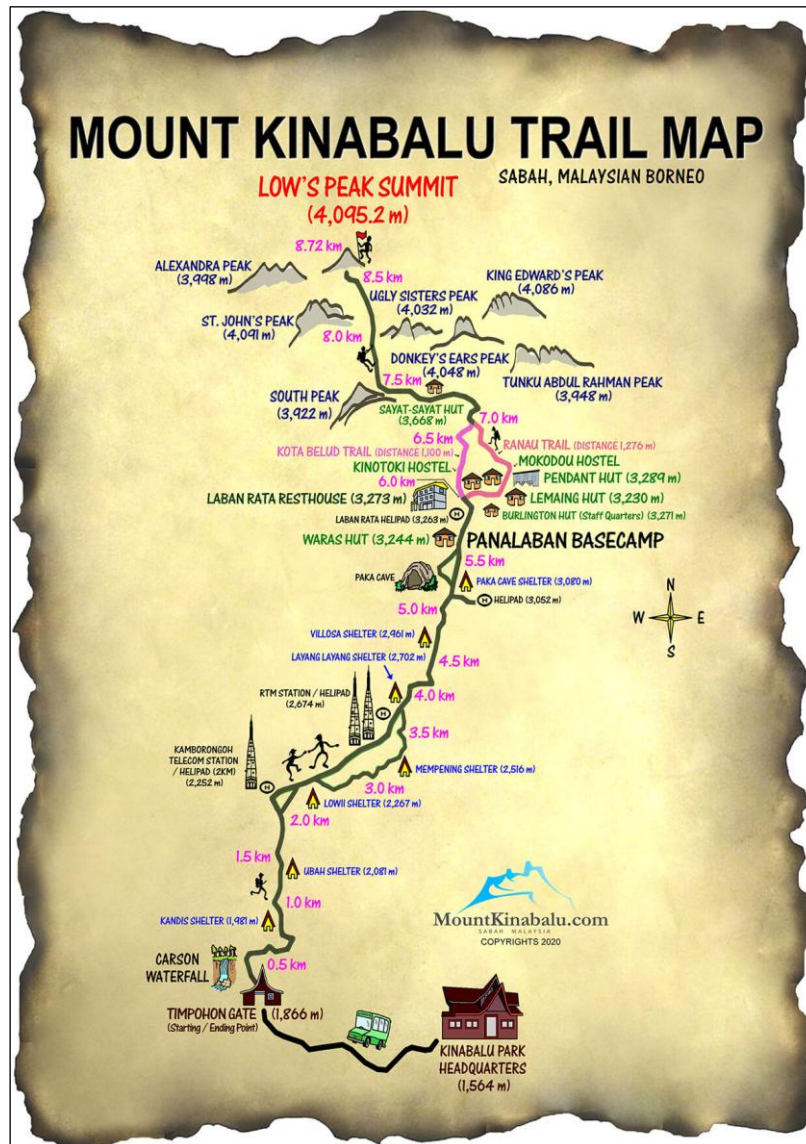 MOUNT KINABALU TRAIL MAP
SABAH, MALAYSIAN BORNEO
LOW'S PEAK SUMMIT
(4,095.2 m)
8.72 km
8.5 km
ALEXANDRA PEAK
(3,998 m)
KING EDWARD'S PEAK
(4,086 m)
UGLY SISTERS PEAK
(4,032 m)
ST. JOHN'S PEAK
(4,091 m)
8.0 km
DONKEY'S EARS PEAK
(4,048 m)
TUNKU ABDUL RAHMAN PEAK
(3,948 m)
7.5 km
SOUTH PEAK
(3,922 m)
SAYAT-SAYAT HUT
(3,668 m)
7.0 km
6.5 km
KOTA BELUD TRAIL (DISTANCE 1,100 m)
RANAU TRAIL (DISTANCE 1,276 m)
KINOTOKI HOSTEL
MOKODOU HOSTEL
6.0 km
PENDANT HUT (3,289 m)
LABAN RATA RESTHOUSE (3,273 m)
LEMAING HUT (3,230 m)
LABAN RATA HELIPAD (3,263 m)
H
BURLINGTON HUT (Staff Quarters) (3,271 m)
WARAS HUT (3,244 m)
PANALABAN BASECAMP
5.5 km
PAKA CAVE
PAKA CAVE SHELTER (3,080 m)
5.0 km
H
HELIPAD (3,052 m)
N
W
E
S
VILLOSA SHELTER (2,961 m)
4.5 km
LAYANG LAYANG SHELTER (2,702 m)
4.0 km
RTM STATION / HELIPAD
(2,674 m)
H
3.5 km
KAMBORONGOH
TELECOM STATION
/ HELIPAD (2KM)
(2,252 m)
H
MEMPENING SHELTER (2,516 m)
3.0 km
LOWII SHELTER (2,267 m)
2.0 km
1.5 km
UBAH SHELTER (2,081 m)
1.0 km
KANDIS SHELTER (1,981 m)
MountKinabalu.com
SABAH MALAYSIA
COPYRIGHTS 2020
CARSON
WATERFALL
0.5 km
TIMPOHON GATE (1,866 m)
(Starting / Ending Point)
KINABALU PARK
HEADQUARTERS
(1,564 m)